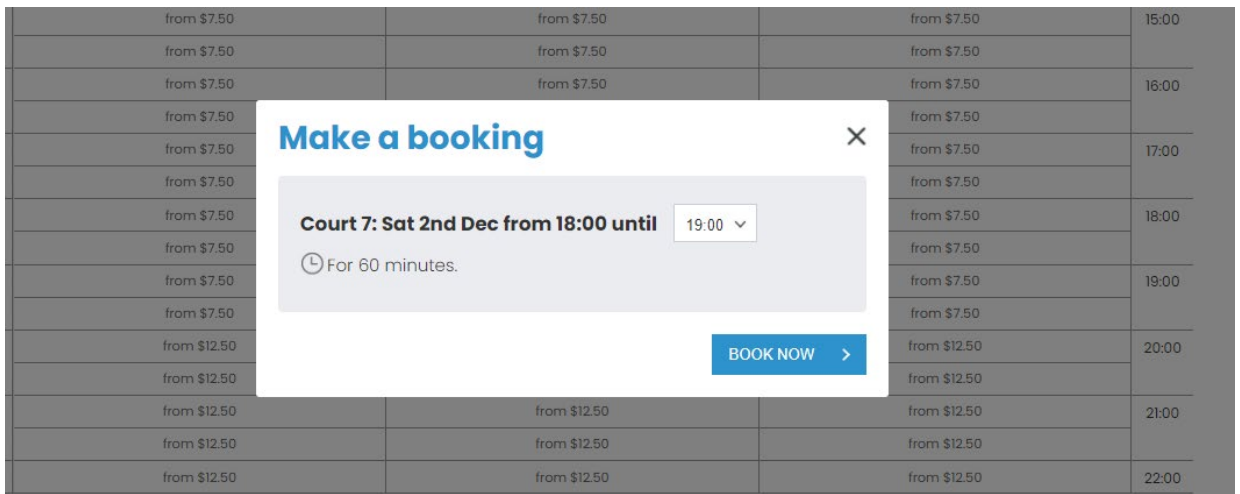 from $7.50 from $7.50 from $7.50 15:00
from $7.50 from $7.50 from $7.50
from $7.50 from $7.50 from $7.50 16:00
from $7.50 from $7.50
from $7.50 from $7.50 17:00
from $7.50 from $7.50
from $7.50 from $7.50 18:00
from $7.50 from $7.50
from $7.50 from $7.50 19:00
from $7.50 from $7.50
from $12.50 from $12.50 20:00
from $12.50 from $12.50
from $12.50 from $12.50 from $12.50 21:00
from $12.50 from $12.50 from $12.50
from $12.50 from $12.50 from $12.50 22:00
Make a booking
Court 7: Sat 2nd Dec from 18:00 until 19:00
For 60 minutes.
BOOK NOW